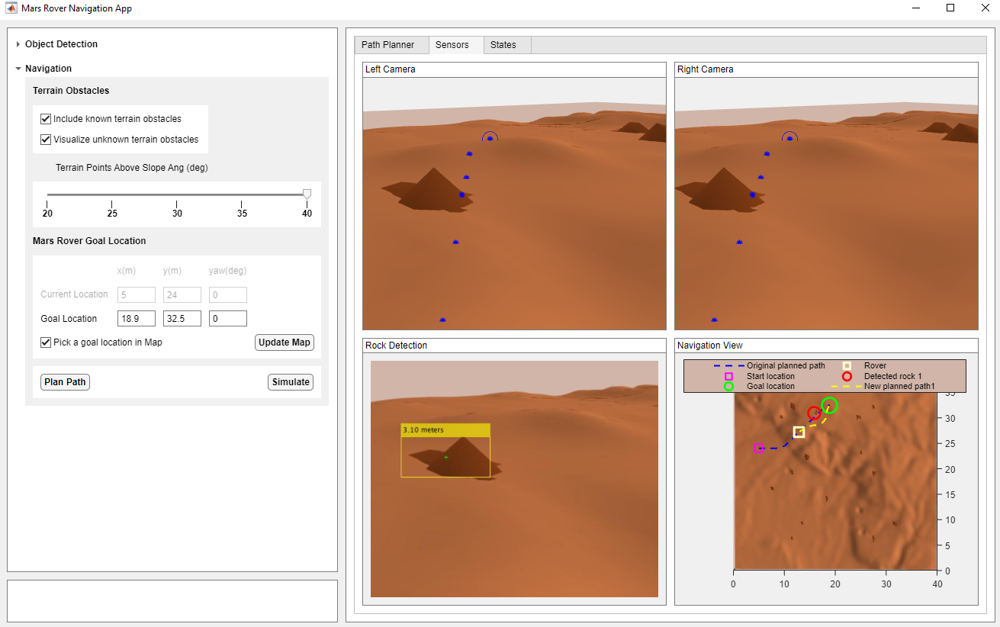 Mars Rover Navigation App
Object Detection
Navigation
Terrain Obstacles
Include known terrain obstacles
Visualize unknown terrain obstacles
Terrain Points Above Slope Ang (deg)
20 25 30 35 40
Mars Rover Goal Location
x(m) y(m) yaw(deg)
Current Location 5 24 0
Goal Location 18.9 32.5 0
Pick a goal location in Map Update Map
Plan Path Simulate
Path Planner Sensors States
Left Camera
Right Camera
Rock Detection
3.10 meters
Navigation View
Original planned path Rover
Start location Detected rock 1
Goal location New planned path1
35
30
25
20
15
10
5
0
0 10 20 30 40